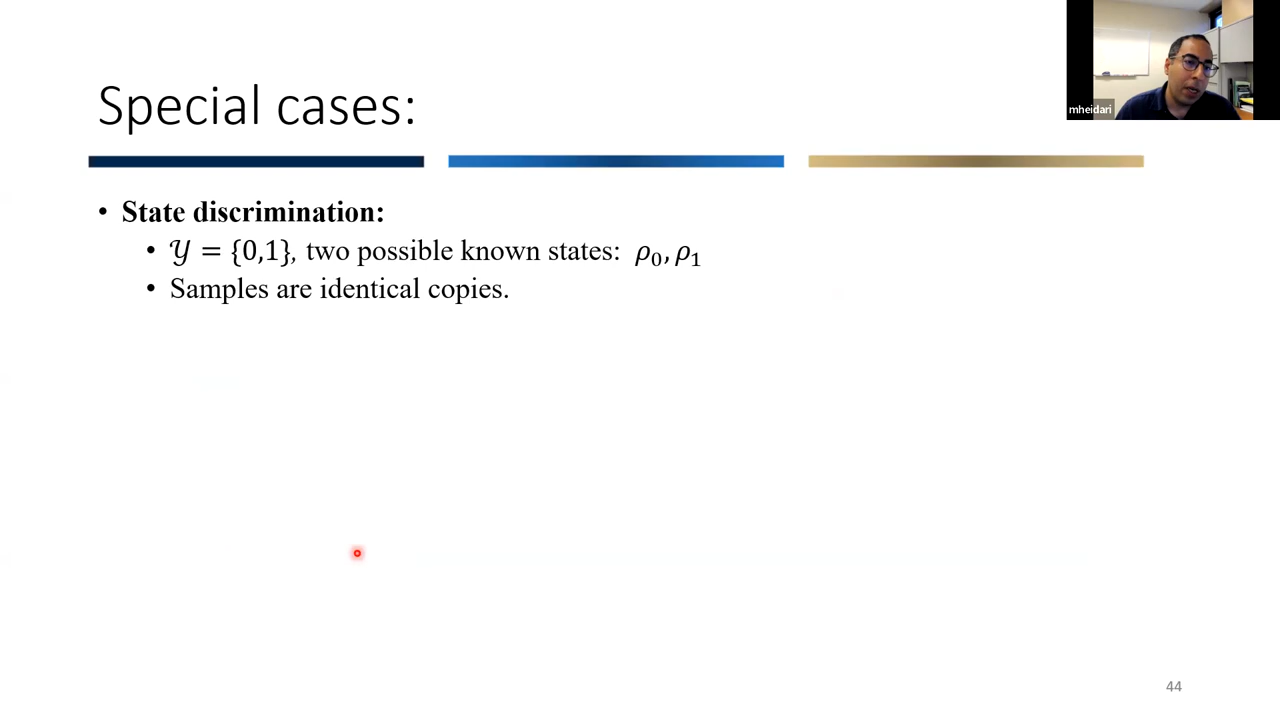 mheidari
Special cases:
• State discrimination:
• 𝒴 = {0,1}, two possible known states: ρ₀, ρ₁
• Samples are identical copies.
44